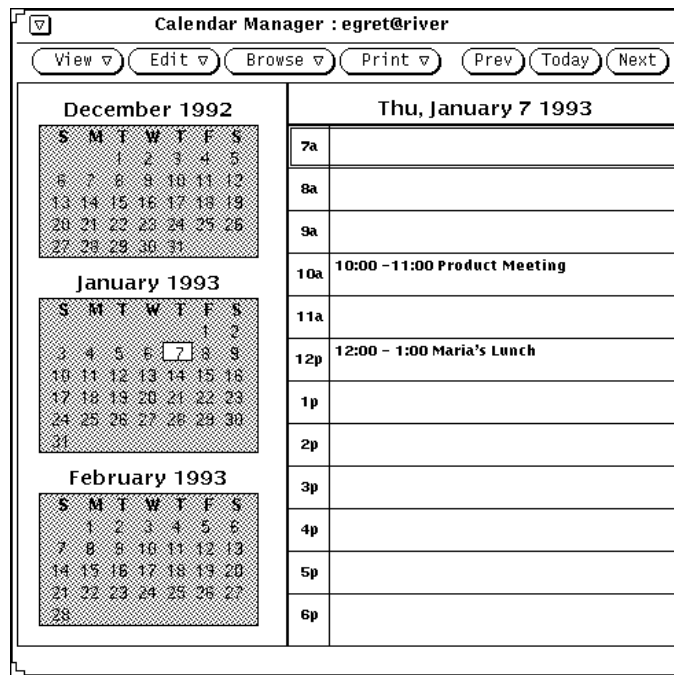 Calendar Manager : egret@river
View Edit Browse Print Prev Today Next
December 1992
S M T W T F S
1 2 3 4 5
6 7 8 9 10 11 12
13 14 15 16 17 18 19
20 21 22 23 24 25 26
27 28 29 30 31
January 1993
S M T W T F S
1 2
3 4 5 6 7 8 9
10 11 12 13 14 15 16
17 18 19 20 21 22 23
24 25 26 27 28 29 30
31
February 1993
S M T W T F S
1 2 3 4 5 6
7 8 9 10 11 12 13
14 15 16 17 18 19 20
21 22 23 24 25 26 27
28
Thu, January 7 1993
7a
8a
9a
10a 10:00 -11:00 Product Meeting
11a
12p 12:00 - 1:00 Maria's Lunch
1p
2p
3p
4p
5p
6p